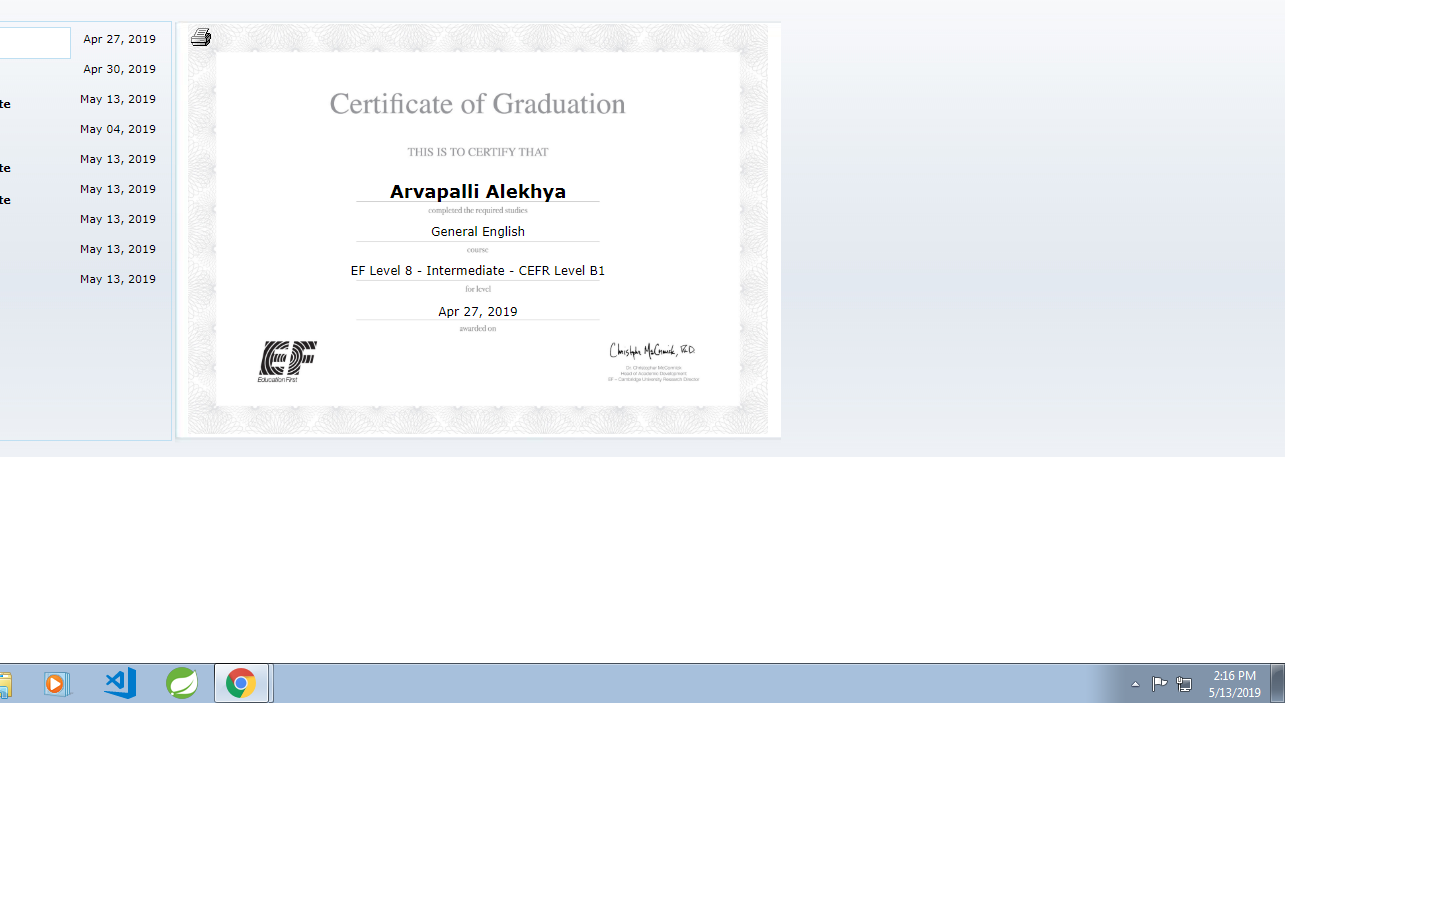 Apr 27, 2019
Apr 30, 2019
te
May 13, 2019
May 04, 2019
te
May 13, 2019
te
May 13, 2019
May 13, 2019
May 13, 2019
May 13, 2019
Certificate of Graduation
THIS IS TO CERTIFY THAT
Arvapalli Alekhya
completed the required studies
General English
course
EF Level 8 - Intermediate - CEFR Level B1
for level
Apr 27, 2019
awarded on
EF
Education First
Christopher McCormick, Ph.D.
Dr. Christopher McCormick
Head of Academic Development
EF – Cambridge University Research Director
2:16 PM
5/13/2019